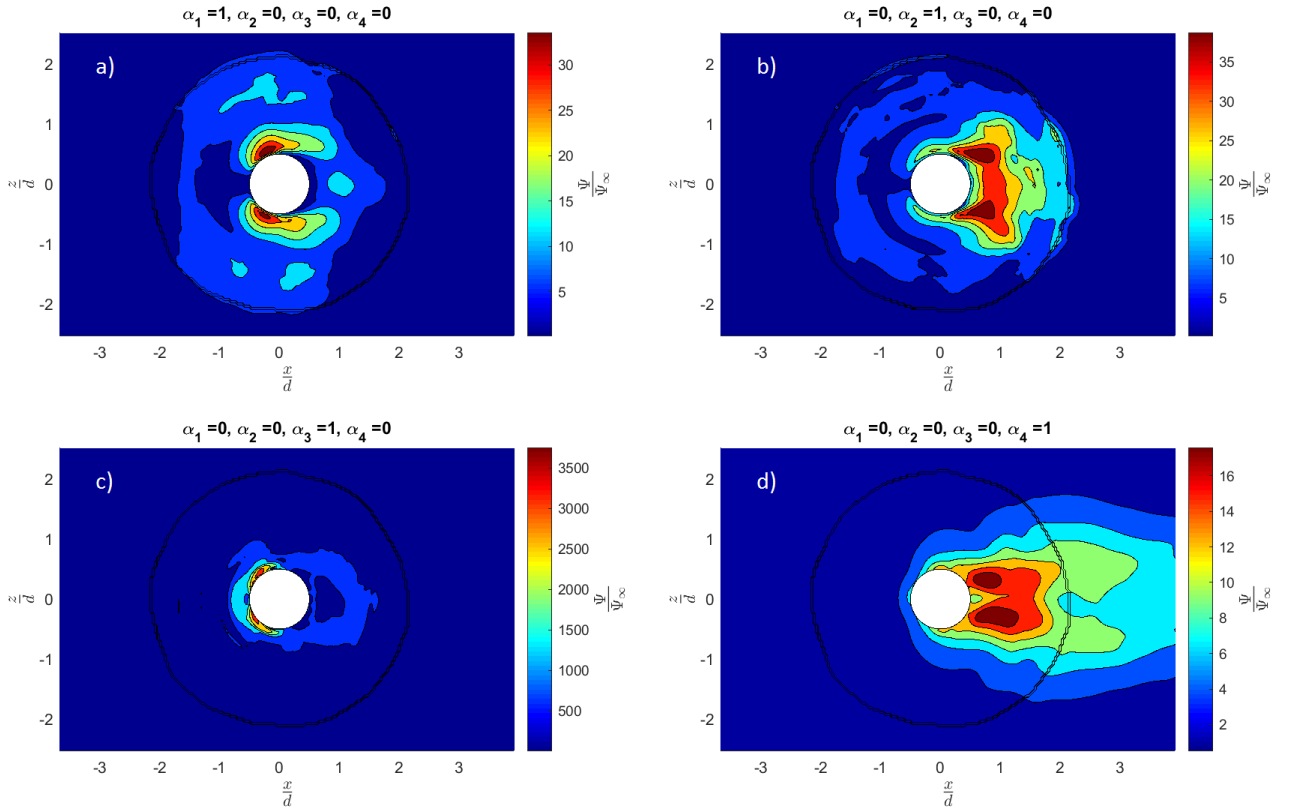 α1 =1, α2 =0, α3 =0, α4 =0
a)
2
1
0
-1
-2
z/d
-3 -2 -1 0 1 2 3
x/d
30
25
20
15
10
5
Ψ/Ψ∞
α1 =0, α2 =1, α3 =0, α4 =0
b)
2
1
0
-1
-2
z/d
-3 -2 -1 0 1 2 3
x/d
35
30
25
20
15
10
5
Ψ/Ψ∞
α1 =0, α2 =0, α3 =1, α4 =0
c)
2
1
0
-1
-2
z/d
-3 -2 -1 0 1 2 3
x/d
3500
3000
2500
2000
1500
1000
500
Ψ/Ψ∞
α1 =0, α2 =0, α3 =0, α4 =1
d)
2
1
0
-1
-2
z/d
-3 -2 -1 0 1 2 3
x/d
16
14
12
10
8
6
4
2
Ψ/Ψ∞